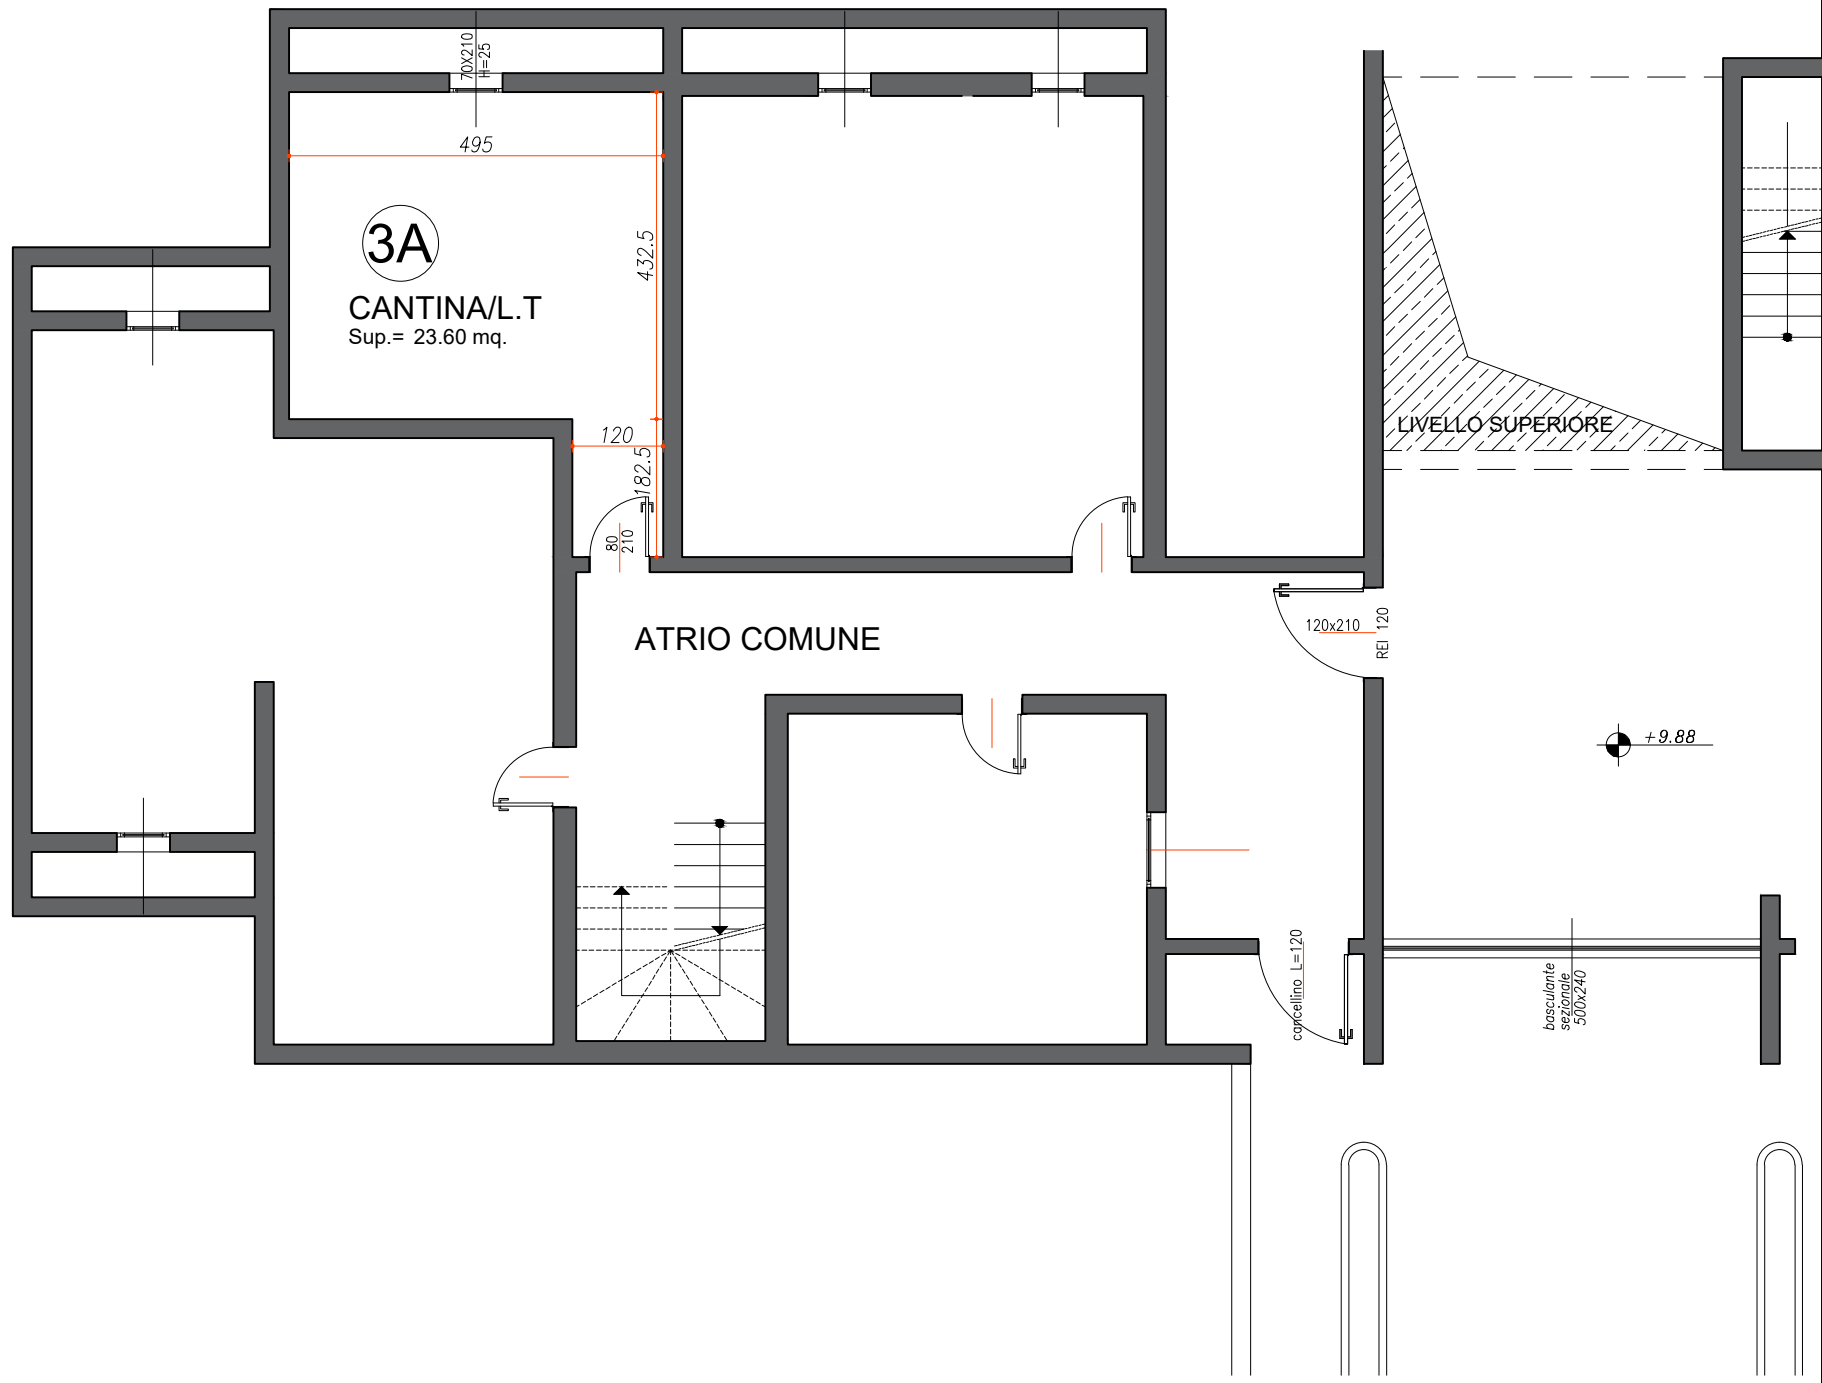 70X210
H=25
495
3A
432.5
CANTINA/L.T
Sup.= 23.60 mq.
LIVELLO SUPERIORE
120
182.5
80
210
ATRIO COMUNE
120x210
REI 120
+9.88
cancellino L=120
basculante
sezionale
500x240